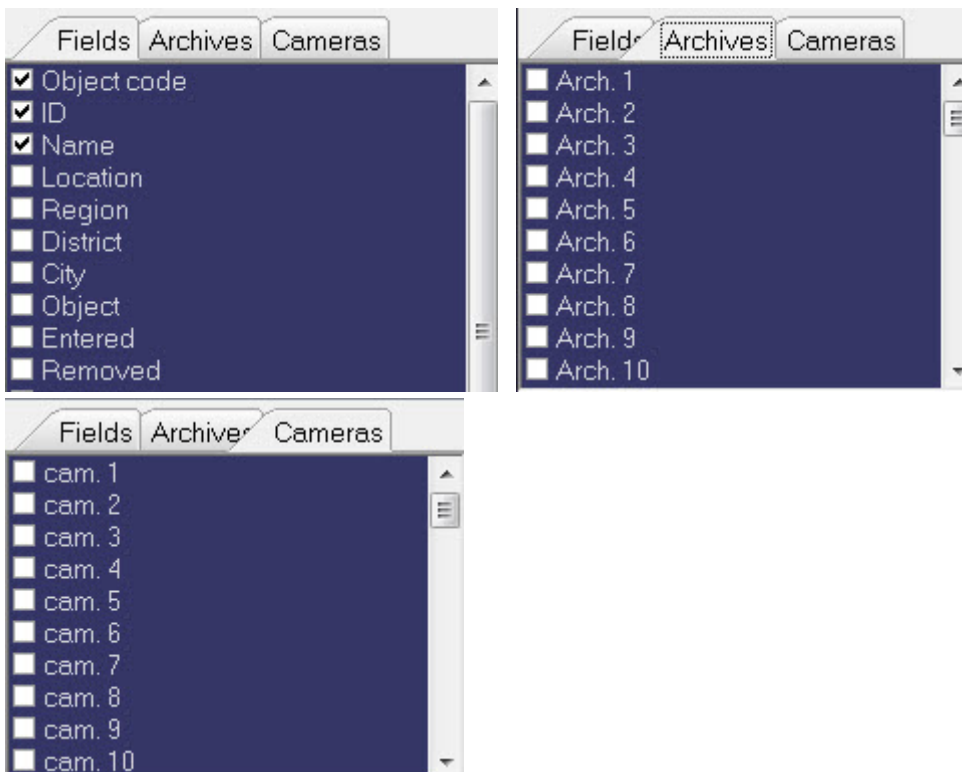 Fields Archives Cameras
Object code
ID
Name
Location
Region
District
City
Object
Entered
Removed
Field Archives Cameras
Arch. 1
Arch. 2
Arch. 3
Arch. 4
Arch. 5
Arch. 6
Arch. 7
Arch. 8
Arch. 9
Arch. 10
Fields Archive Cameras
cam. 1
cam. 2
cam. 3
cam. 4
cam. 5
cam. 6
cam. 7
cam. 8
cam. 9
cam. 10